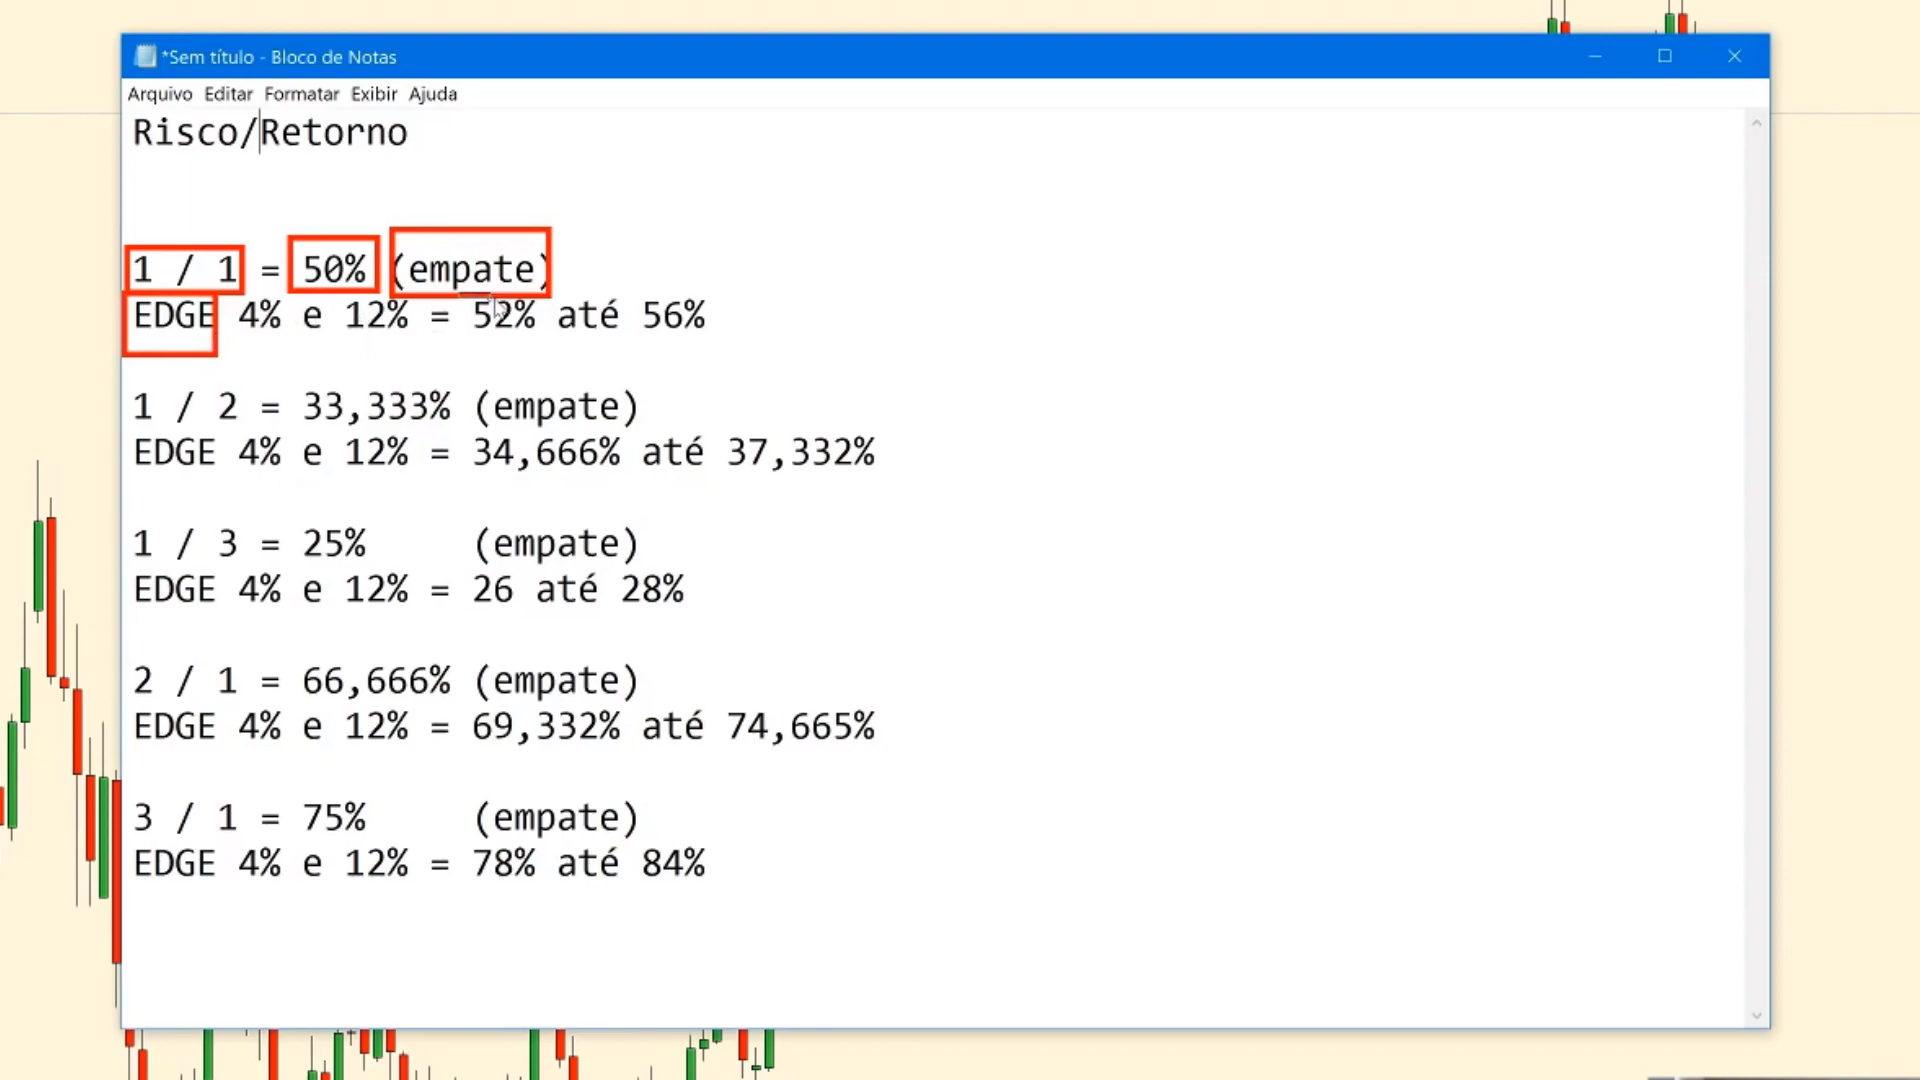 *Sem título - Bloco de Notas
Arquivo Editar Formatar Exibir Ajuda
Risco/Retorno
1 / 1 = 50% (empate)
EDGE 4% e 12% = 52% até 56%
1 / 2 = 33,333% (empate)
EDGE 4% e 12% = 34,666% até 37,332%
1 / 3 = 25% (empate)
EDGE 4% e 12% = 26 até 28%
2 / 1 = 66,666% (empate)
EDGE 4% e 12% = 69,332% até 74,665%
3 / 1 = 75% (empate)
EDGE 4% e 12% = 78% até 84%